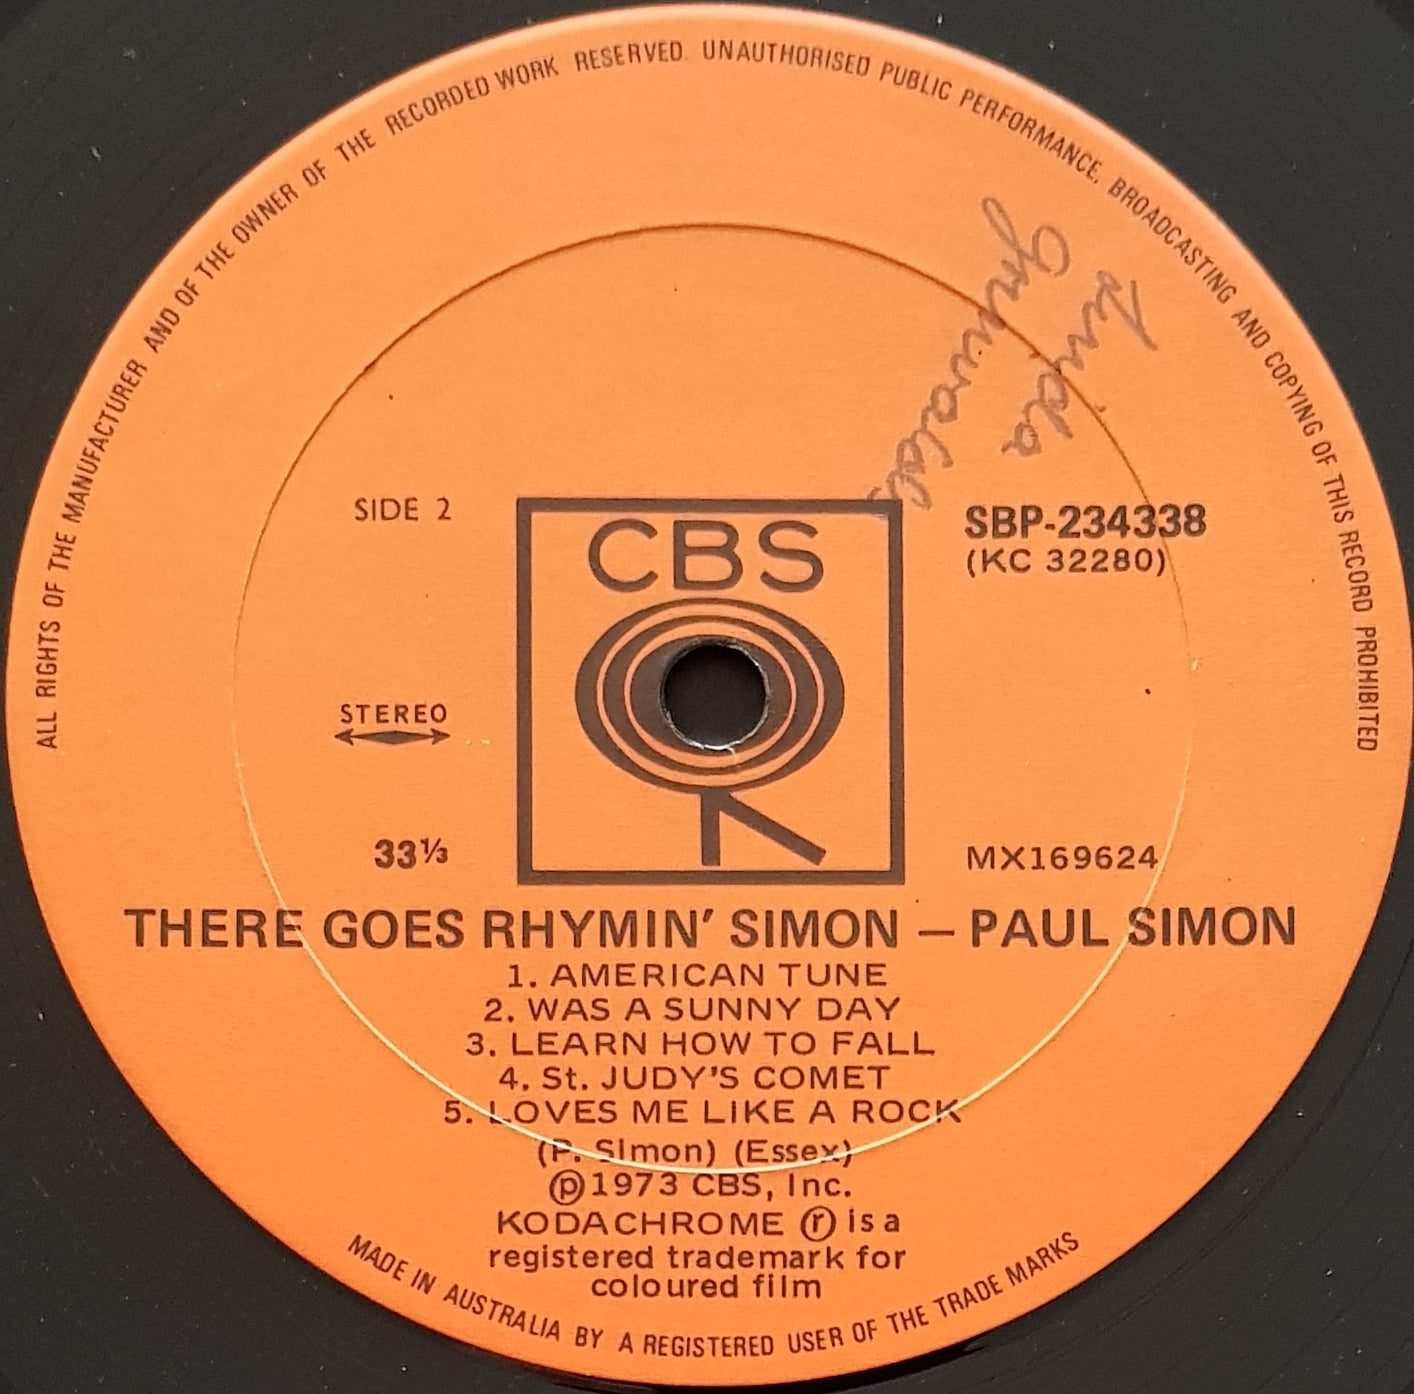 ALL RIGHTS OF THE MANUFACTURER AND OF THE OWNER OF THE RECORDED WORK RESERVED. UNAUTHORISED PUBLIC PERFORMANCE, BROADCASTING AND COPYING OF THIS RECORD PROHIBITED
Linda
SIDE 2
CBS
SBP-234338
(KC 32280)
STEREO
33⅓
MX169624
THERE GOES RHYMIN' SIMON — PAUL SIMON
1. AMERICAN TUNE
2. WAS A SUNNY DAY
3. LEARN HOW TO FALL
4. St. JUDY'S COMET
5. LOVES ME LIKE A ROCK
(P. Simon) (Essex)
Ⓟ1973 CBS, Inc.
KODACHROME ⓡ is a
registered trademark for
coloured film
MADE IN AUSTRALIA BY A REGISTERED USER OF THE TRADE MARKS